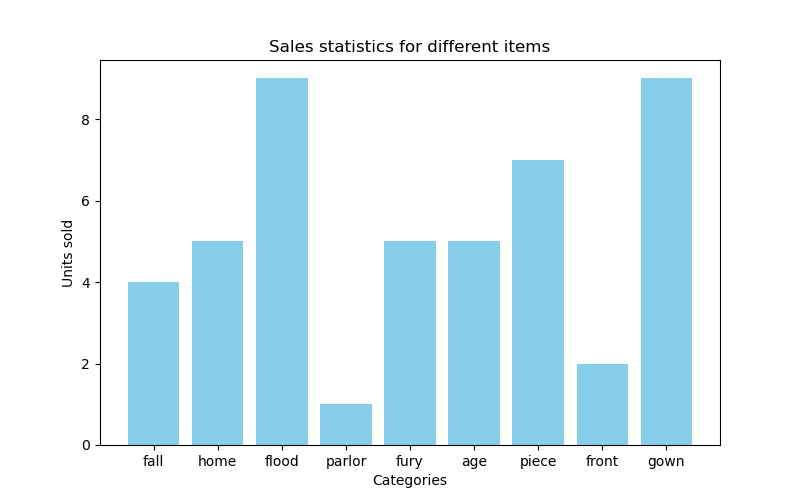 Sales statistics for different items
Units sold
8
6
4
2
0
fall home flood parlor fury age piece front gown
Categories